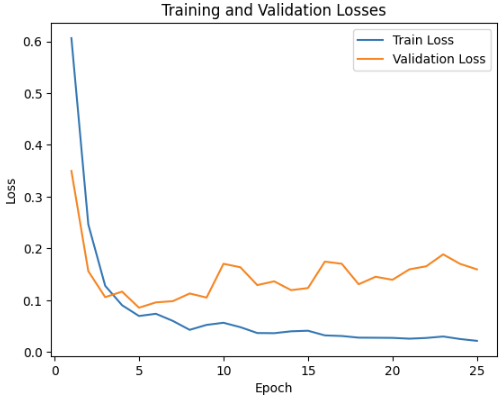 Training and Validation Losses
Train Loss
Validation Loss
Loss
0.6
0.5
0.4
0.3
0.2
0.1
0.0
0 5 10 15 20 25
Epoch